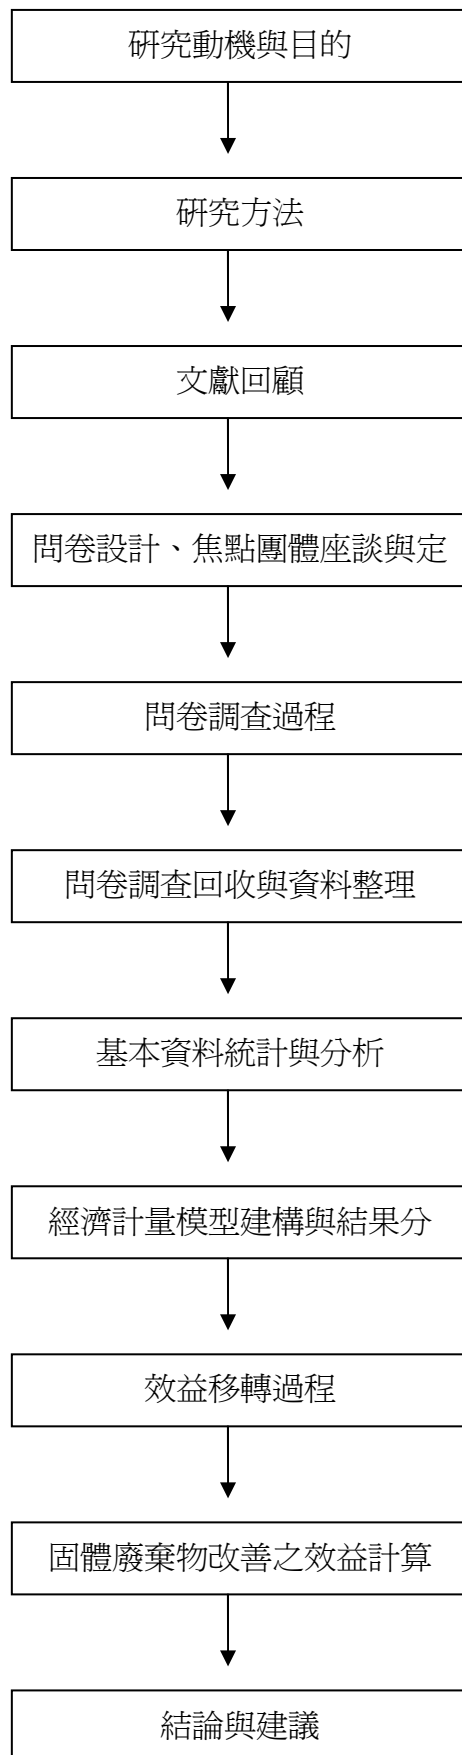 研究動機與目的
研究方法
文獻回顧
問卷設計、焦點團體座談與定
問卷調查過程
問卷調查回收與資料整理
基本資料統計與分析
經濟計量模型建構與結果分
效益移轉過程
固體廢棄物改善之效益計算
結論與建議